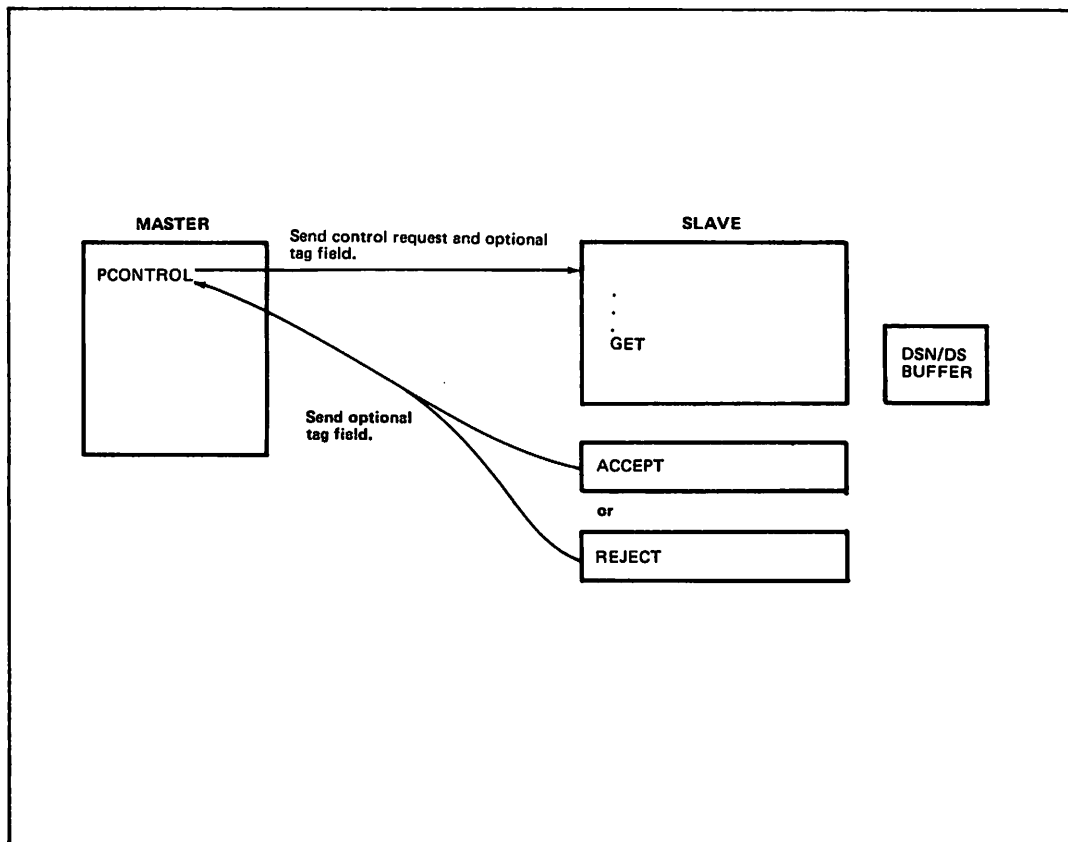 MASTER
SLAVE
Send control request and optional
tag field.
PCONTROL
.
.
.
GET
DSN/DS
BUFFER
Send optional
tag field.
ACCEPT
or
REJECT